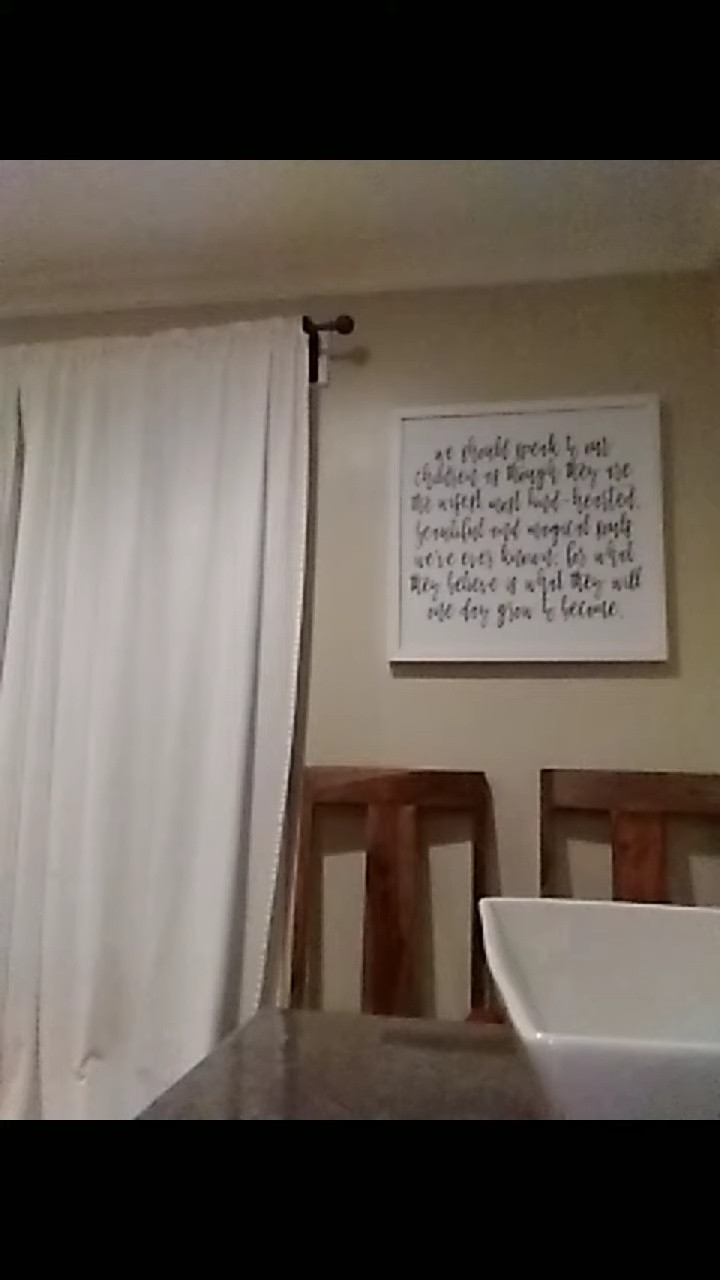 we should speak to our
children as though they are
the wisest most kind-hearted,
beautiful and magical souls
we're ever known, for what
they believe is what they will
one day grow to become.